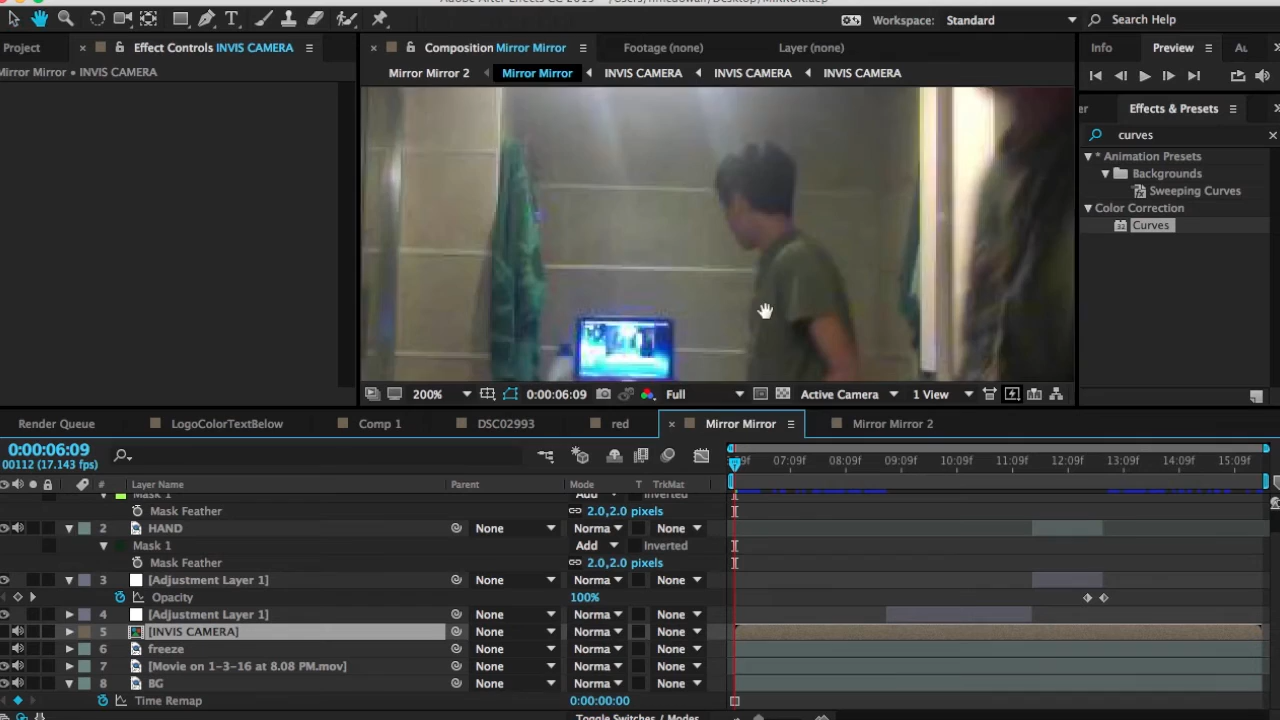 Workspace: Standard
Search Help
Project
Effect Controls INVIS CAMERA
Composition Mirror Mirror
Footage (none)
Layer (none)
Info
Preview
Mirror Mirror • INVIS CAMERA
Mirror Mirror 2
Mirror Mirror
INVIS CAMERA
INVIS CAMERA
INVIS CAMERA
Effects & Presets
curves
* Animation Presets
Backgrounds
Sweeping Curves
Color Correction
Curves
200%
0:00:06:09
Full
Active Camera
1 View
Render Queue
LogoColorTextBelow
Comp 1
DSC02993
red
Mirror Mirror
Mirror Mirror 2
0:00:06:09
00112 (17.143 fps)
07:09f 08:09f 09:09f 10:09f 11:09f 12:09f 13:09f 14:09f 15:09f
# Layer Name Parent Mode T TrkMat
Mask 1 Add Inverted
Mask Feather 2.0,2.0 pixels
2 HAND None Norma None
Mask 1 Add Inverted
Mask Feather 2.0,2.0 pixels
3 [Adjustment Layer 1] None Norma None
Opacity 100%
4 [Adjustment Layer 1] None Norma None
5 [INVIS CAMERA] None Norma None
6 freeze None Norma None
7 [Movie on 1-3-16 at 8.08 PM.mov] None Norma None
8 BG None Norma None
Time Remap 0:00:00:00
Toggle Switches / Modes